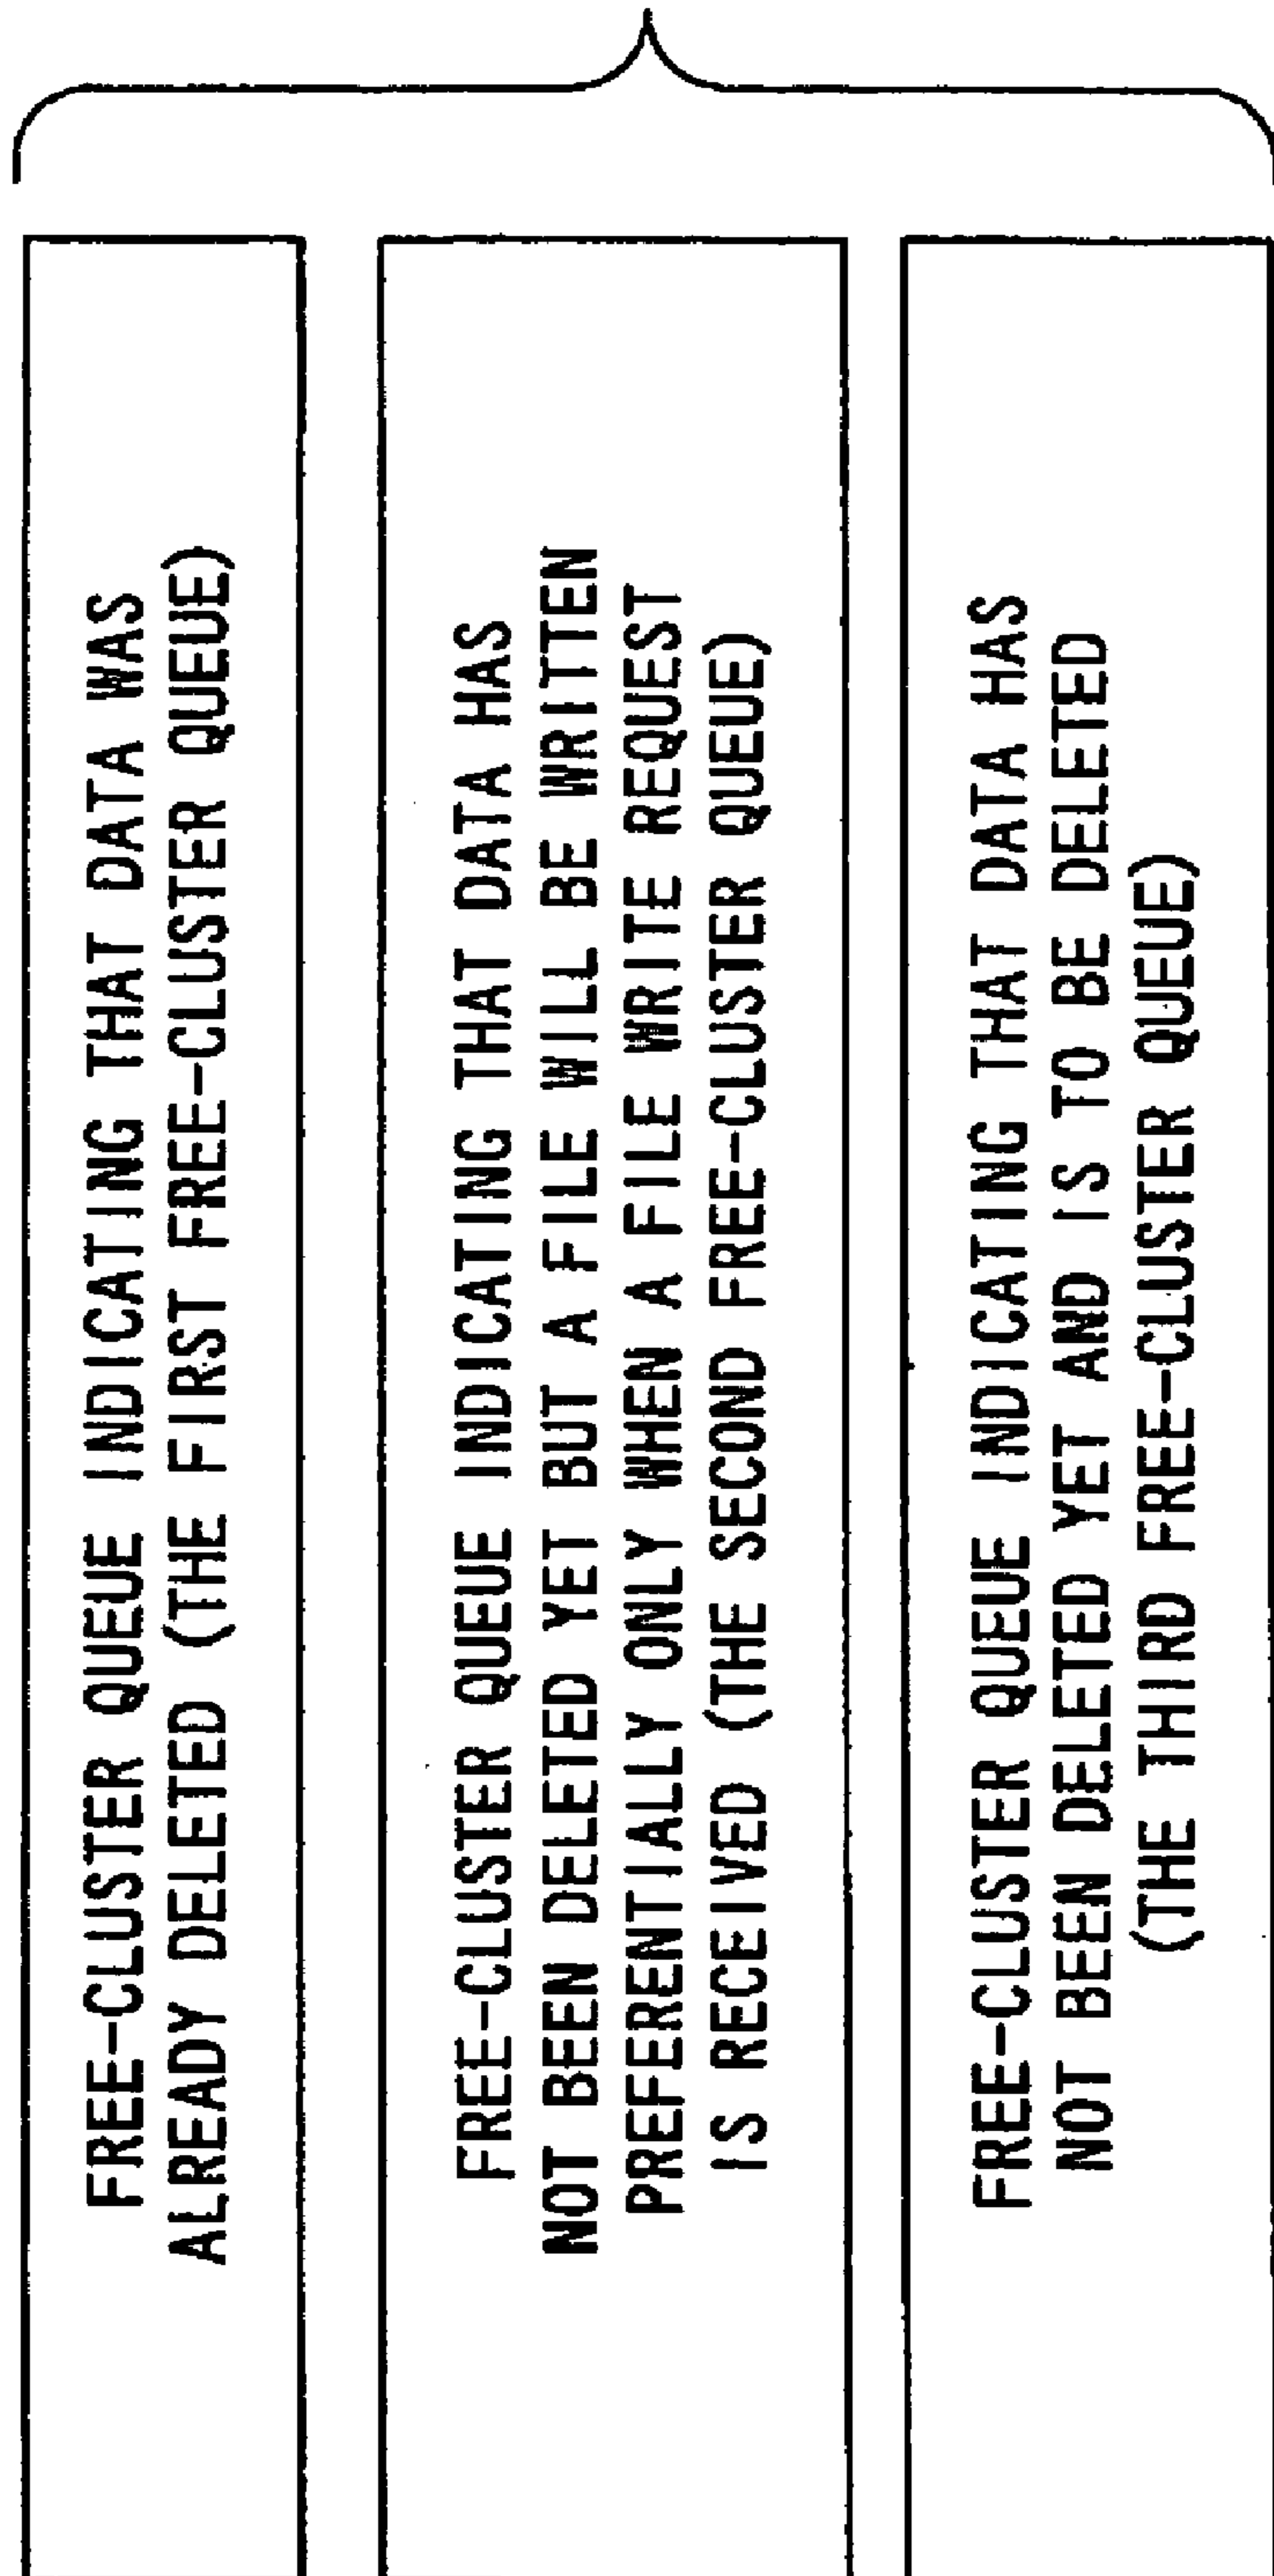 FREE-CLUSTER QUEUE INDICATING THAT DATA WAS
ALREADY DELETED (THE FIRST FREE-CLUSTER QUEUE)
FREE-CLUSTER QUEUE INDICATING THAT DATA HAS
NOT BEEN DELETED YET BUT A FILE WILL BE WRITTEN
PREFERENTIALLY ONLY WHEN A FILE WRITE REQUEST
IS RECEIVED (THE SECOND FREE-CLUSTER QUEUE)
FREE-CLUSTER QUEUE INDICATING THAT DATA HAS
NOT BEEN DELETED YET AND IS TO BE DELETED
(THE THIRD FREE-CLUSTER QUEUE)